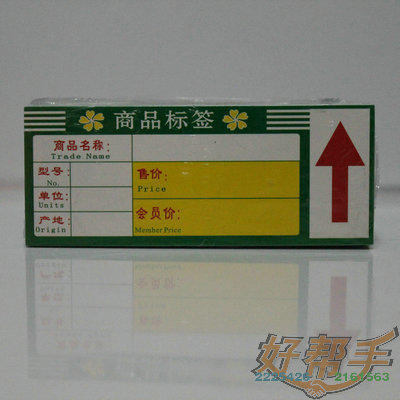 商品标签
商品名称：
Trade Name
型号：
No.
售价：
Price
单位：
Units
产地：
Origin
会员价：
Member Price
好帮手